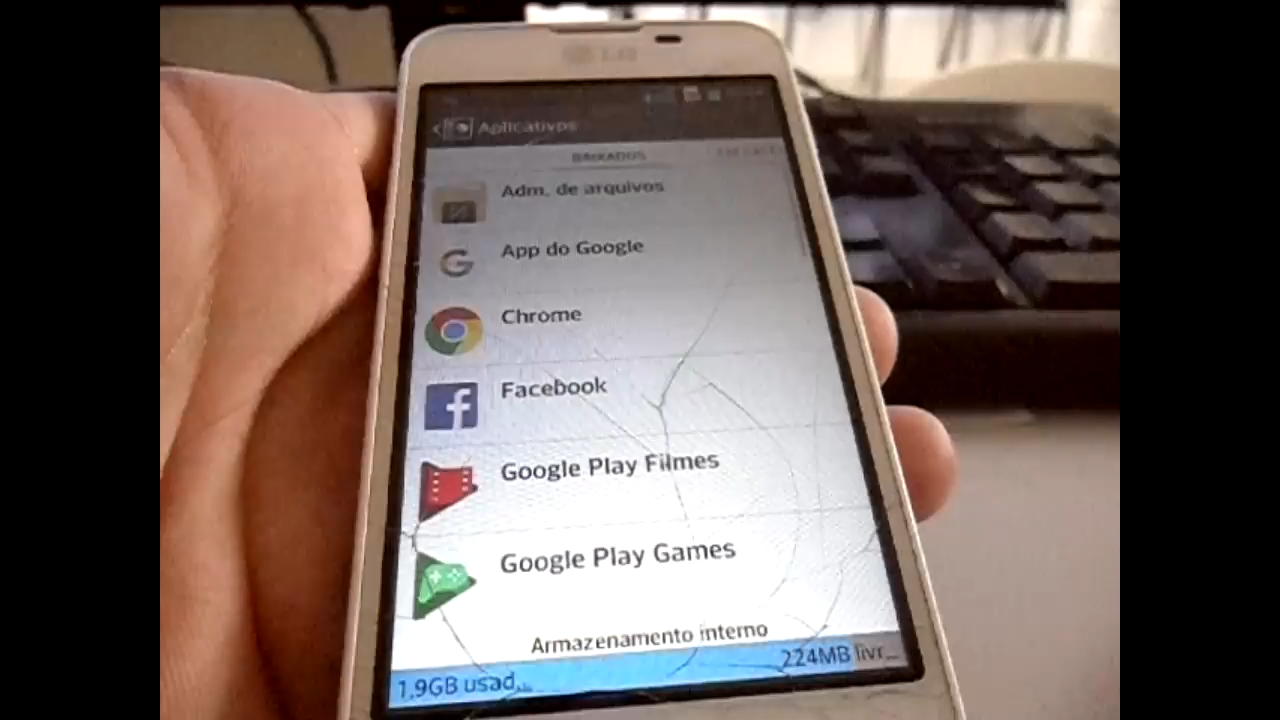 LG
Aplicativos
BAIXADOS
Adm. de arquivos
App do Google
Chrome
Facebook
Google Play Filmes
Google Play Games
Armazenamento interno
1,9GB usad...
224MB livr...